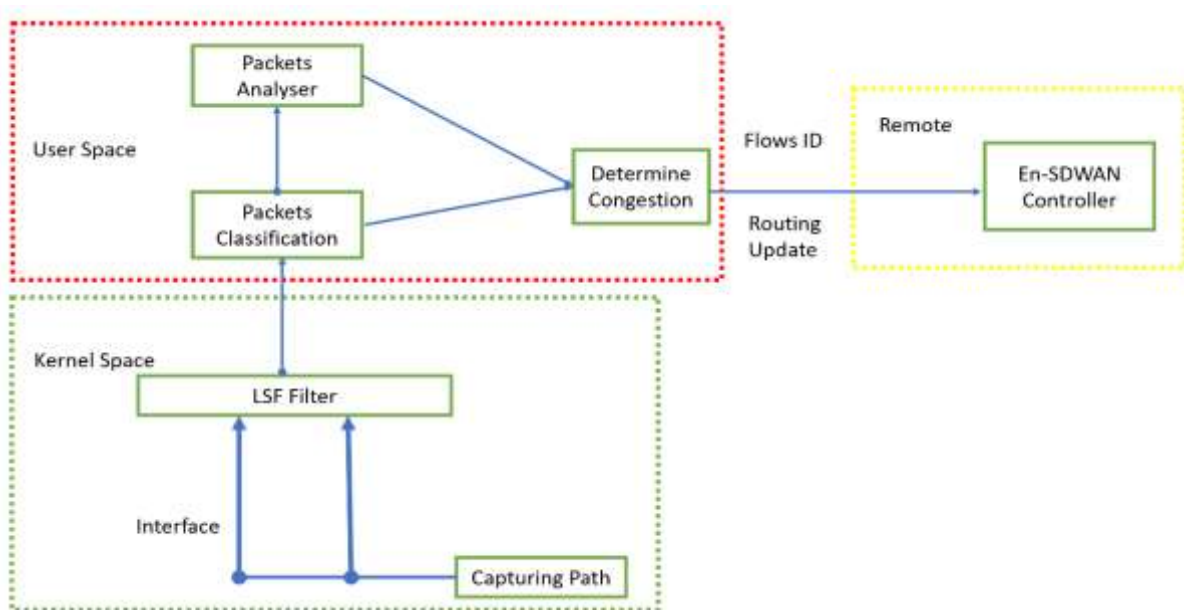 Packets
Analyser
User Space
Packets
Classification
Determine
Congestion
Flows ID
Routing
Update
Remote
En-SDWAN
Controller
Kernel Space
LSF Filter
Interface
Capturing Path